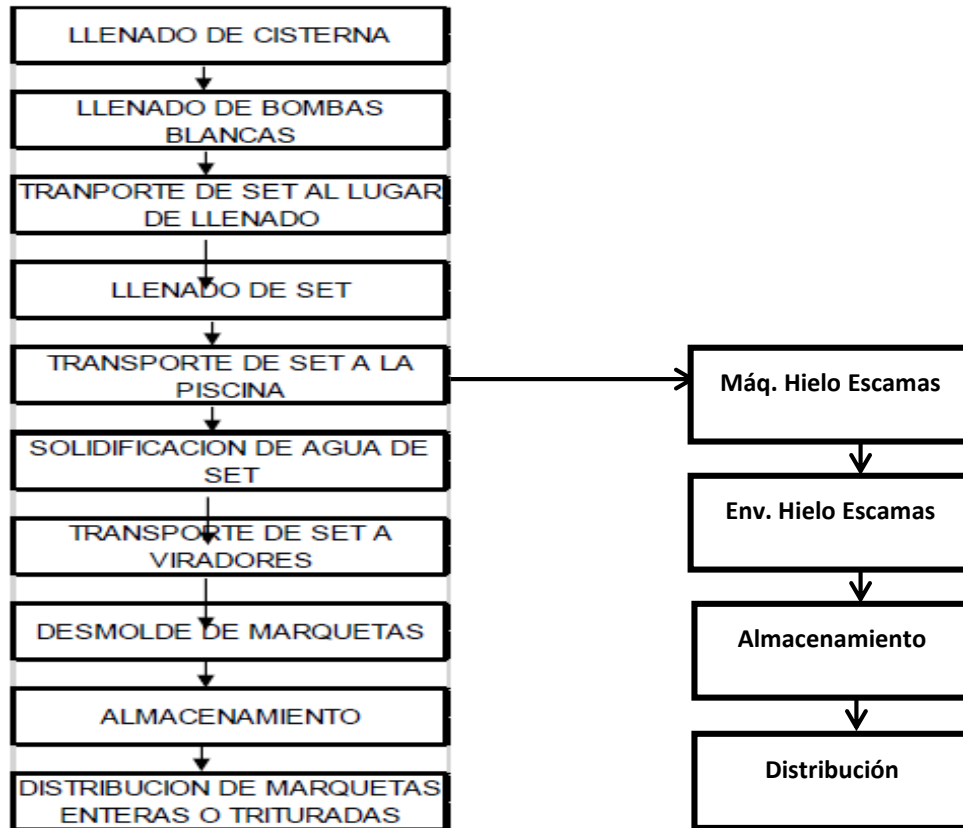 LLENADO DE CISTERNA
LLENADO DE BOMBAS
BLANCAS
TRANPORTE DE SET AL LUGAR
DE LLENADO
LLENADO DE SET
TRANSPORTE DE SET A LA
PISCINA
SOLIDIFICACION DE AGUA DE
SET
TRANSPORTE DE SET A
VIRADORES
DESMOLDE DE MARQUETAS
ALMACENAMIENTO
DISTRIBUCION DE MARQUETAS
ENTERAS O TRITURADAS
Máq. Hielo Escamas
Env. Hielo Escamas
Almacenamiento
Distribución